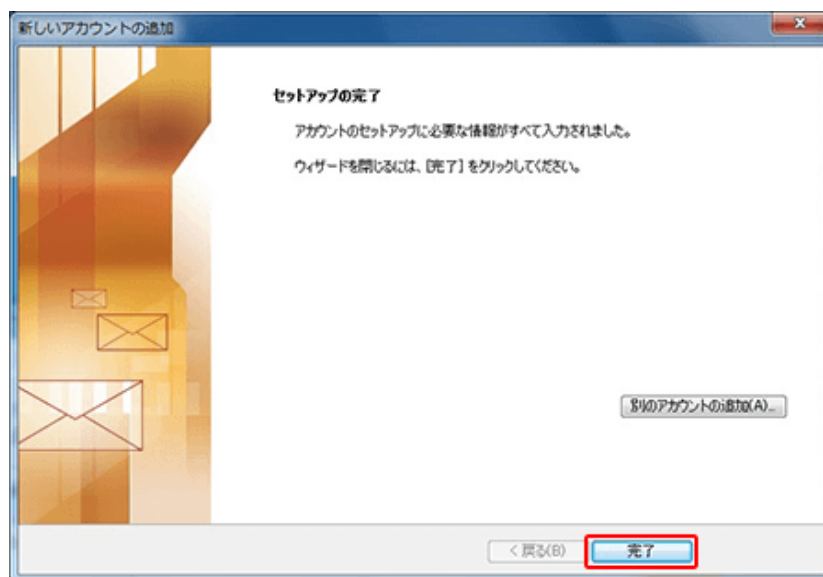 新しいアカウントの追加
セットアップの完了
アカウントのセットアップに必要な情報がすべて入力されました。
ウィザードを閉じるには、[完了] をクリックしてください。
別のアカウントの追加(A)...
< 戻る(B)
完了